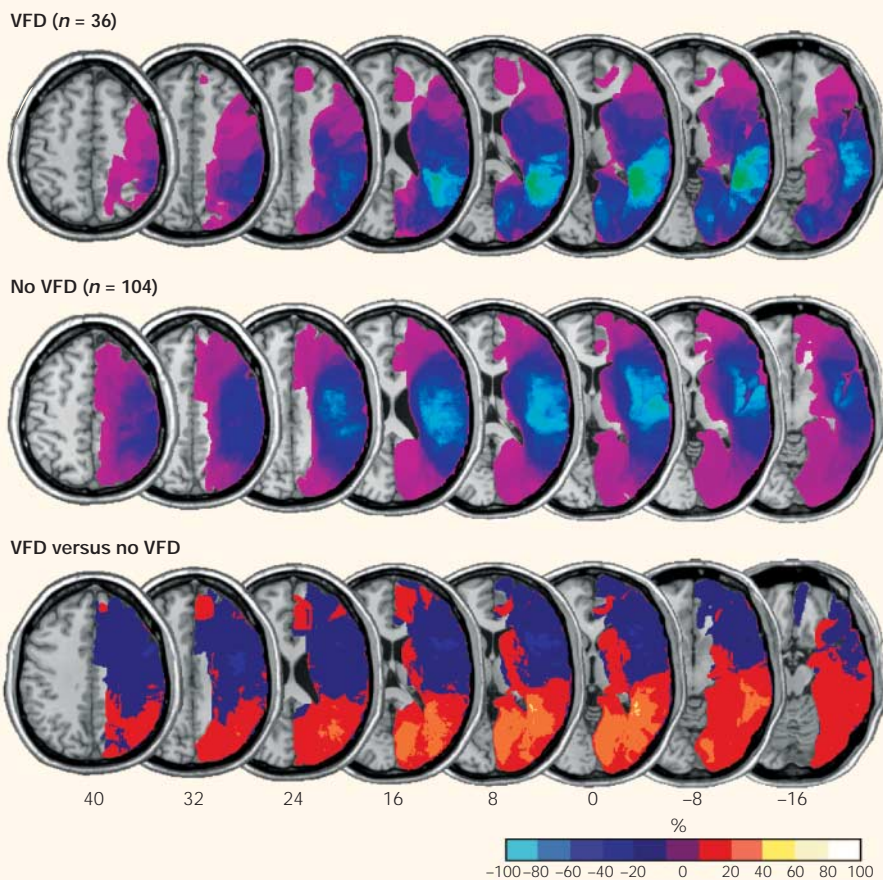 VFD (n = 36)
No VFD (n = 104)
VFD versus no VFD
40 32 24 16 8 0 −8 −16
%
−100 −80 −60 −40 −20 0 20 40 60 80 100